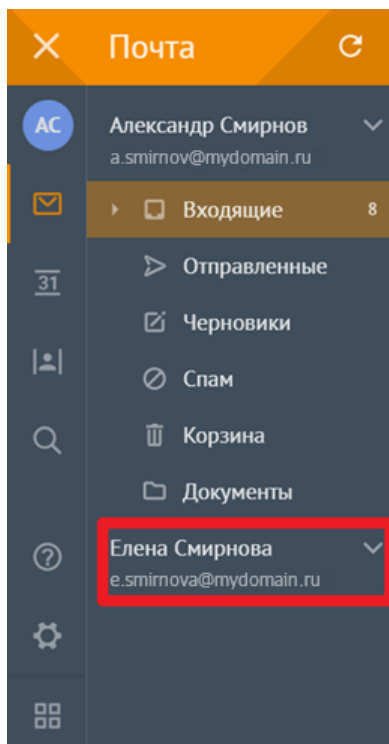 Почта
АС
Александр Смирнов
a.smirnov@mydomain.ru
Входящие 8
Отправленные
31
Черновики
Спам
Корзина
Документы
Елена Смирнова
e.smirnova@mydomain.ru